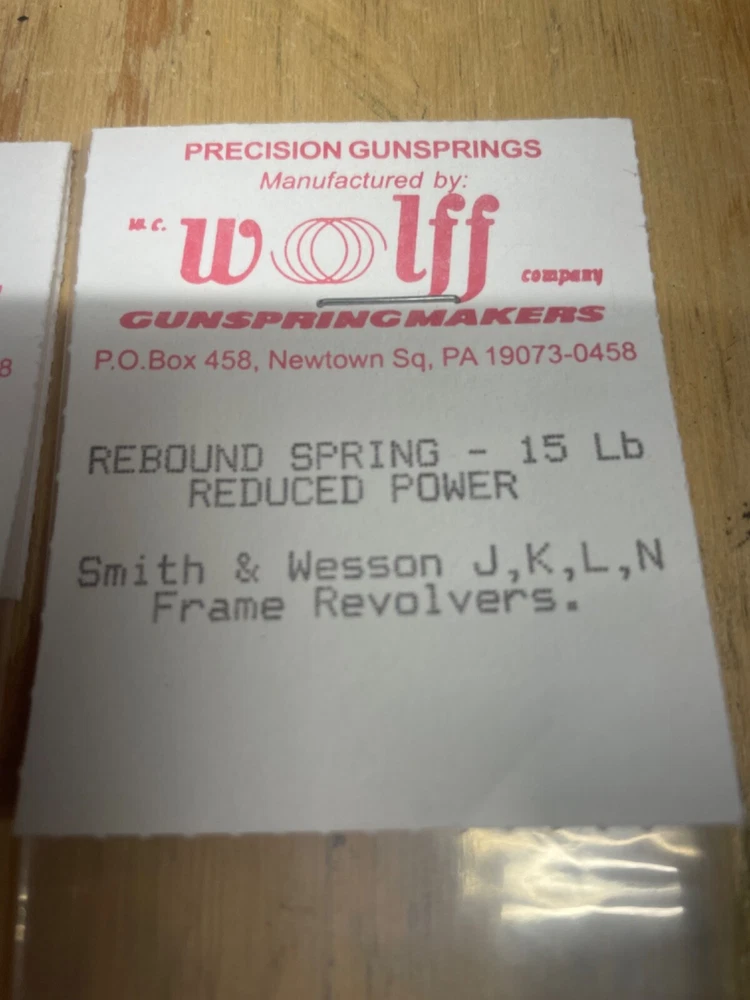 PRECISION GUNSPRINGS
Manufactured by:
w.c. wolff company
GUNSPRINGMAKERS
P.O.Box 458, Newtown Sq, PA 19073-0458
8
REBOUND SPRING - 15 Lb
REDUCED POWER
Smith & Wesson J,K,L,N
Frame Revolvers.